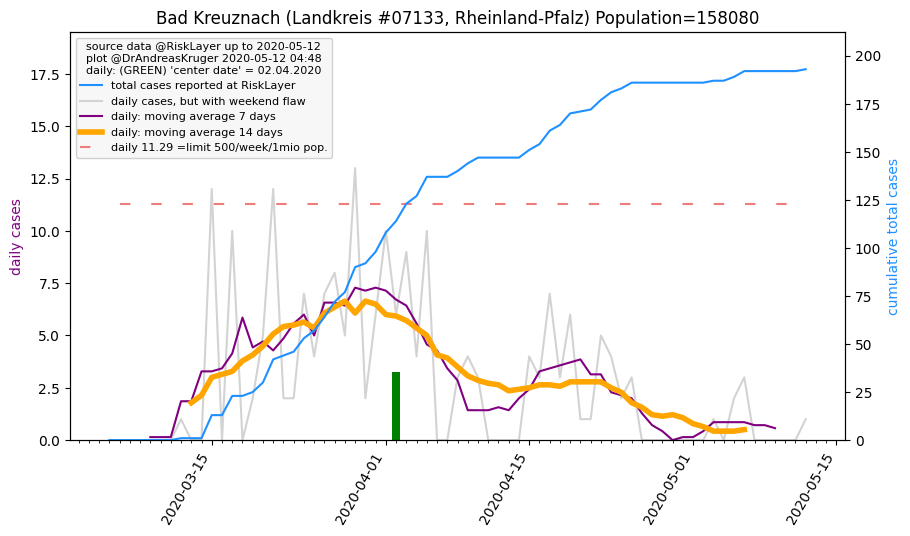 Bad Kreuznach (Landkreis #07133, Rheinland-Pfalz) Population=158080
source data @RiskLayer up to 2020-05-12
plot @DrAndreasKruger 2020-05-12 04:48
daily: (GREEN) 'center date' = 02.04.2020
total cases reported at RiskLayer
daily cases, but with weekend flaw
daily: moving average 7 days
daily: moving average 14 days
daily 11.29 =limit 500/week/1mio pop.
daily cases
17.5
15.0
12.5
10.0
7.5
5.0
2.5
0.0
200
175
150
125
100
75
50
25
0
cumulative total cases
2020-03-15
2020-04-01
2020-04-15
2020-05-01
2020-05-15